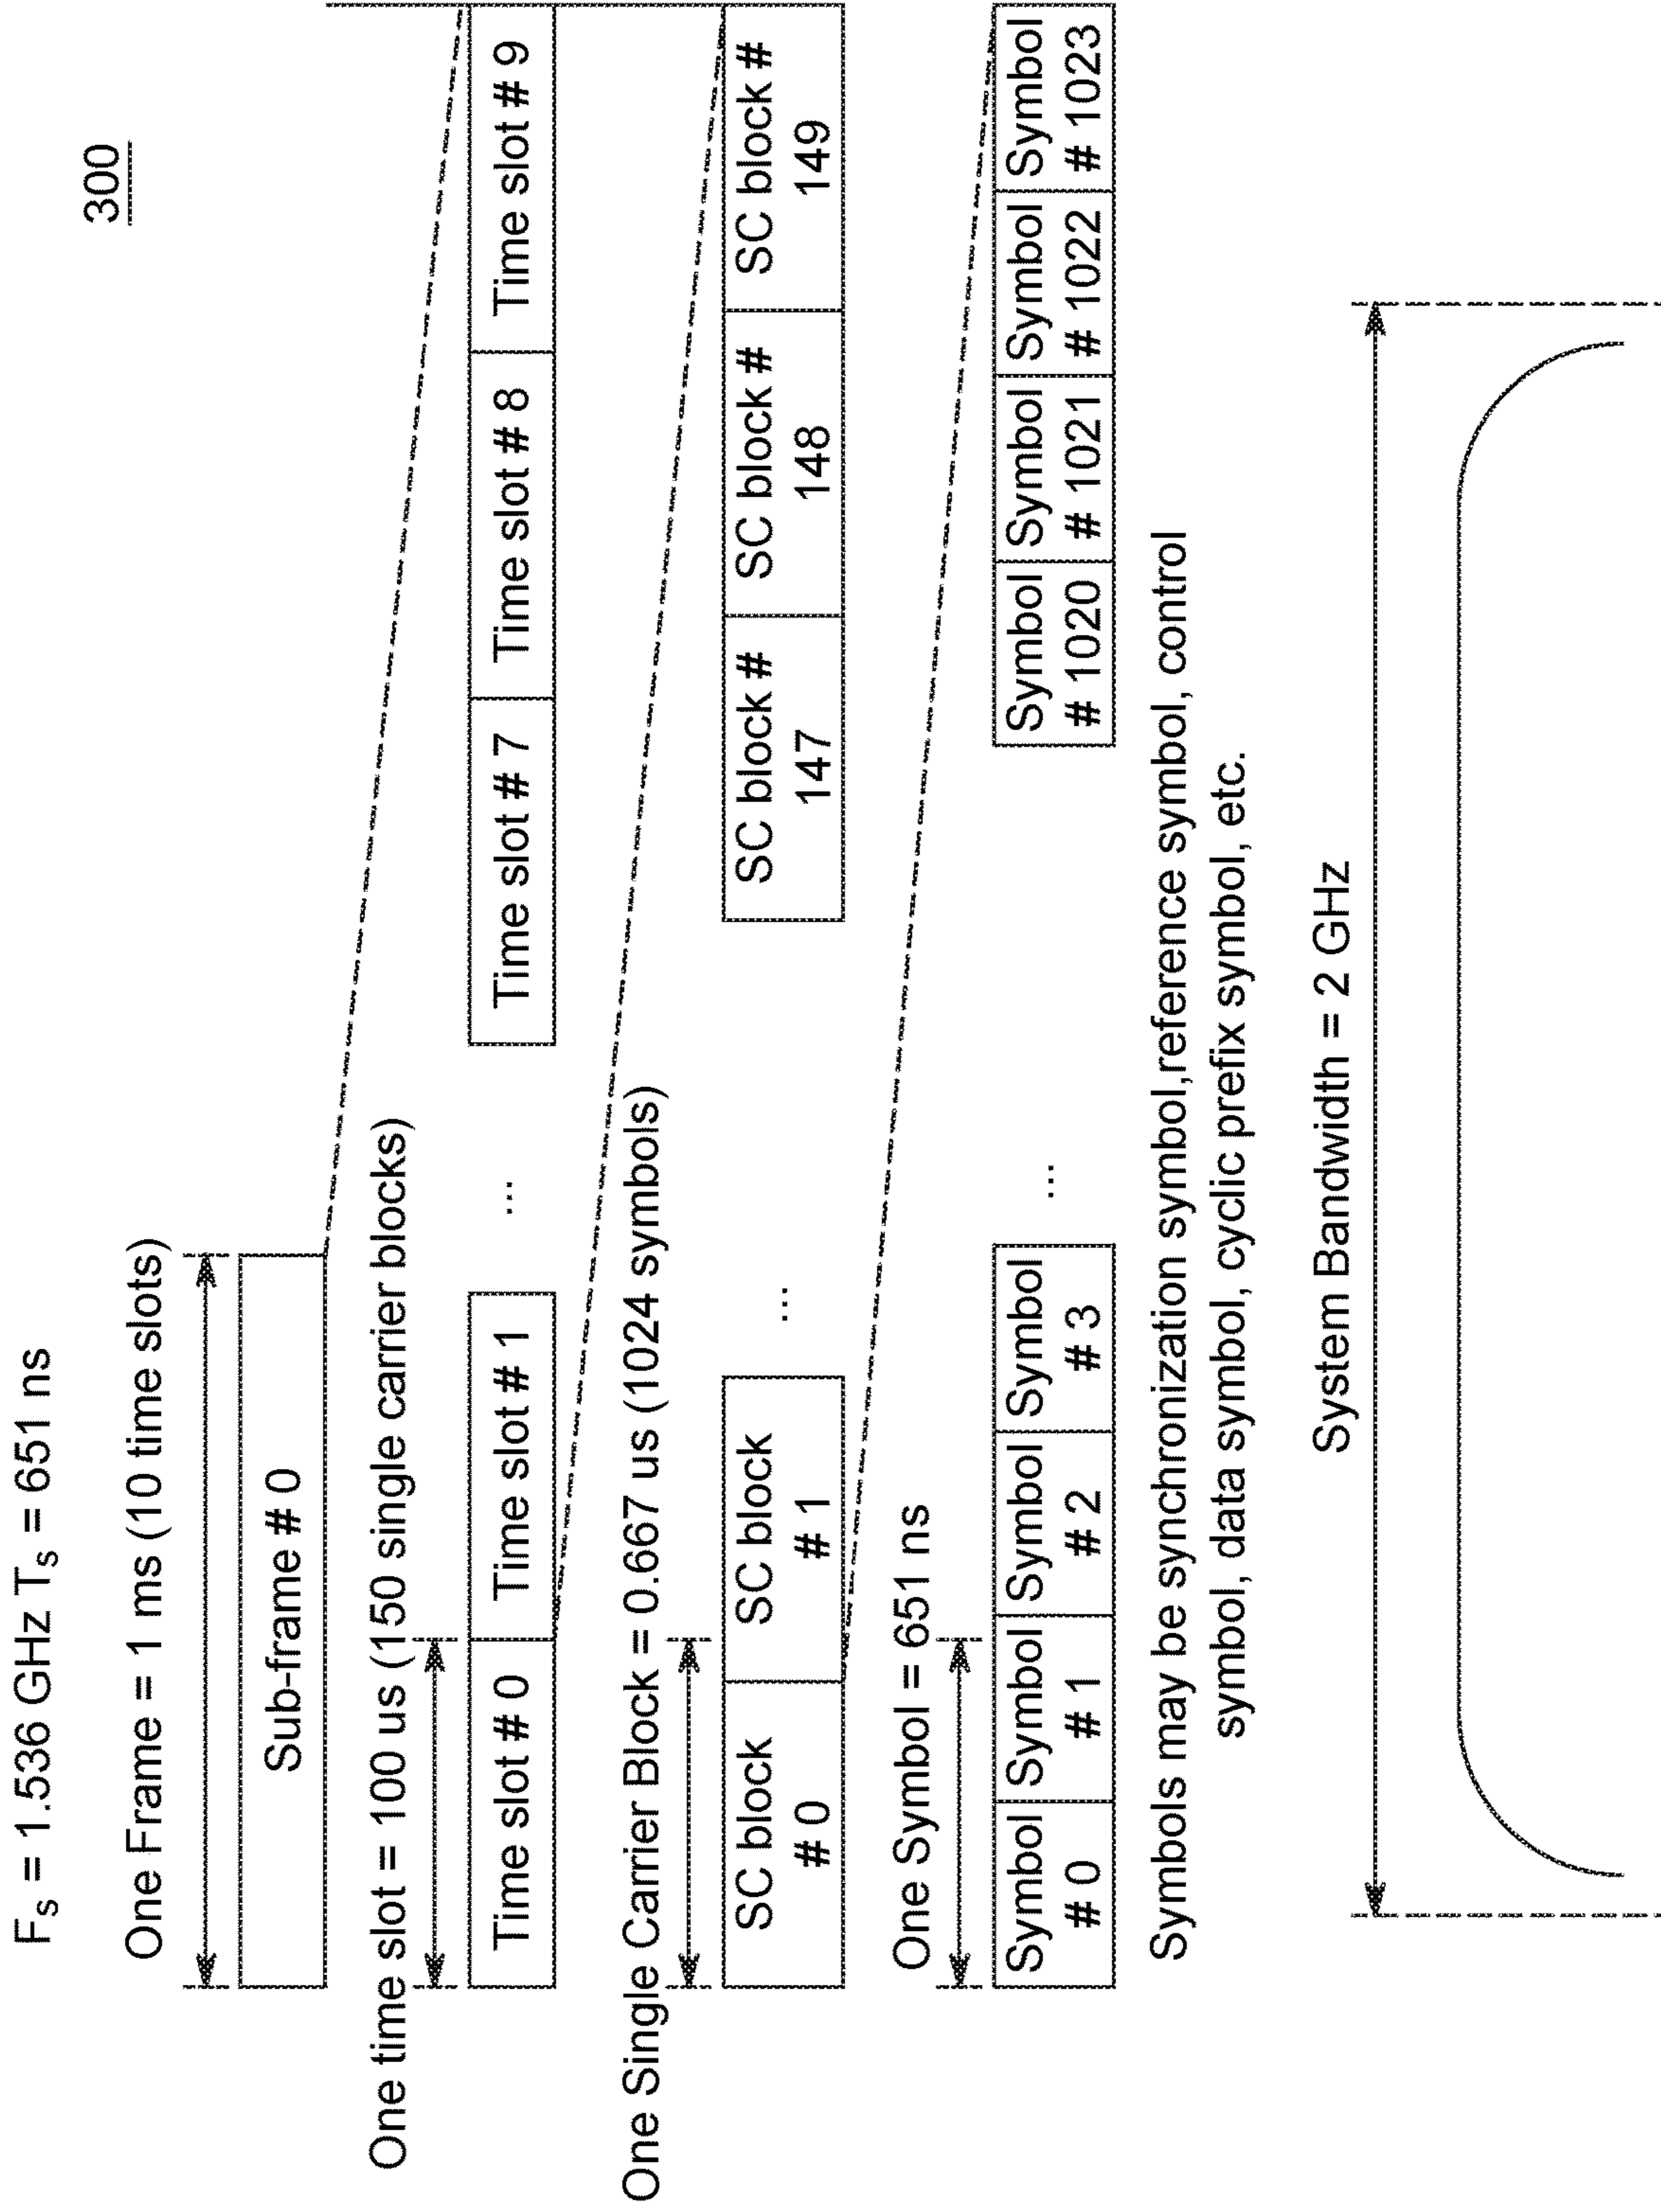 300
Fs = 1.536 GHz Ts = 651 ns
One Frame = 1 ms (10 time slots)
Sub-frame # 0
One time slot = 100 us (150 single carrier blocks)
Time slot # 0 Time slot # 1 ... Time slot # 7 Time slot # 8 Time slot # 9
One Single Carrier Block = 0.667 us (1024 symbols)
SC block SC block ... SC block # SC block # SC block #
# 0 # 1 147 148 149
One Symbol = 651 ns
Symbol Symbol Symbol Symbol ... Symbol Symbol Symbol Symbol
# 0 # 1 # 2 # 3 # 1020 # 1021 # 1022 # 1023
Symbols may be synchronization symbol,reference symbol, control
symbol, data symbol, cyclic prefix symbol, etc.
System Bandwidth = 2 GHz